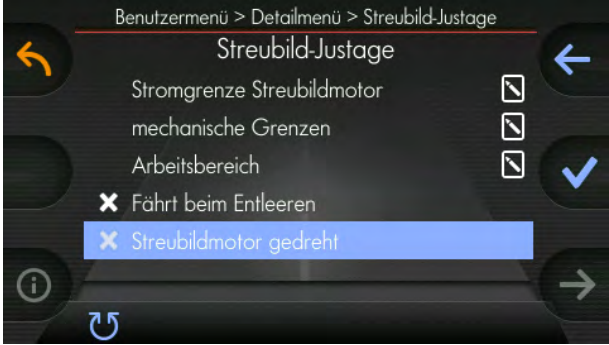 Benutzermenü > Detailmenü > Streubild-Justage
Streubild-Justage
Stromgrenze Streubildmotor
mechanische Grenzen
Arbeitsbereich
Fährt beim Entleeren
Streubildmotor gedreht